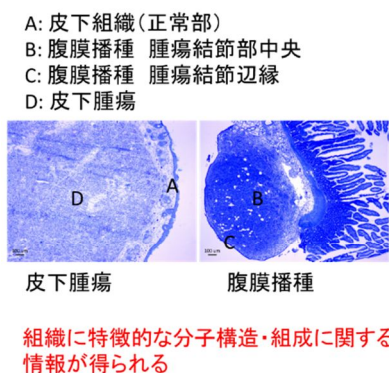 A: 皮下組織（正常部）
B: 腹膜播種 腫瘍結節部中央
C: 腹膜播種 腫瘍結節辺縁
D: 皮下腫瘍
D
A
B
C
100 um
皮下腫瘍
腹膜播種
組織に特徴的な分子構造・組成に関する
情報が得られる